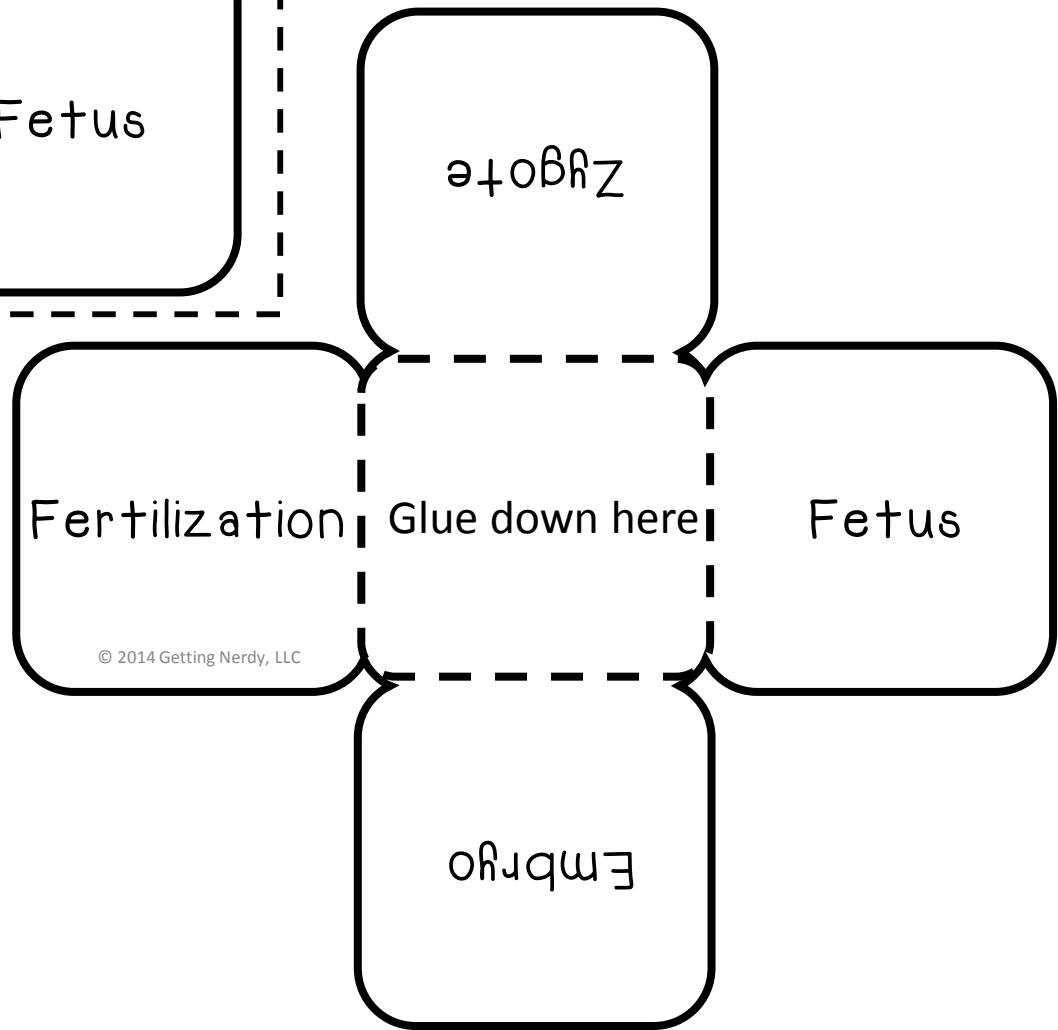 Fetus
Zygote
Fertilization
Glue down here
Fetus
© 2014 Getting Nerdy, LLC
Embryo